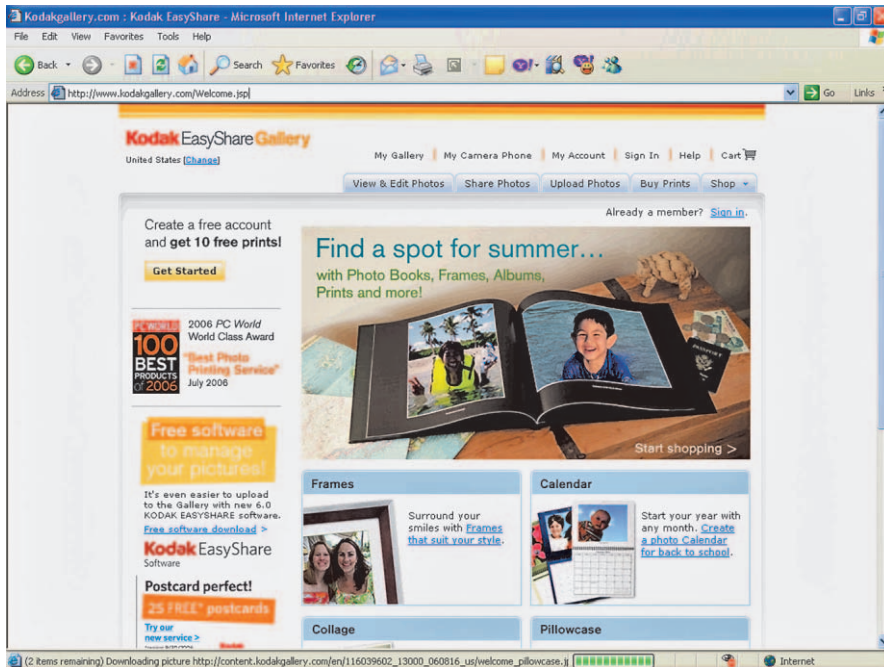 Kodakgallery.com : Kodak EasyShare - Microsoft Internet Explorer
File Edit View Favorites Tools Help
Back Search Favorites
Address http://www.kodakgallery.com/Welcome.jsp Go Links
Kodak EasyShare Gallery
United States [Change]
My Gallery | My Camera Phone | My Account | Sign In | Help | Cart
View & Edit Photos Share Photos Upload Photos Buy Prints Shop
Already a member? Sign in.
Create a free account
and get 10 free prints!
Get Started
PC WORLD
100
BEST
PRODUCTS
of 2006
2006 PC World
World Class Award
"Best Photo
Printing Service"
July 2006
Free software
to manage
your pictures!
It's even easier to upload
to the Gallery with new 6.0
KODAK EASYSHARE software.
Free software download >
Kodak EasyShare
Software
Postcard perfect!
25 FREE* postcards
Try our
new service >
Find a spot for summer...
with Photo Books, Frames, Albums,
Prints and more!
PASSPORT
Start shopping >
Frames
Surround your
smiles with Frames
that suit your style.
Calendar
Start your year with
any month. Create
a photo Calendar
for back to school.
Collage
Pillowcase
(2 items remaining) Downloading picture http://content.kodakgallery.com/en/116039602_13000_060816_us/welcome_pillowcase.j Internet